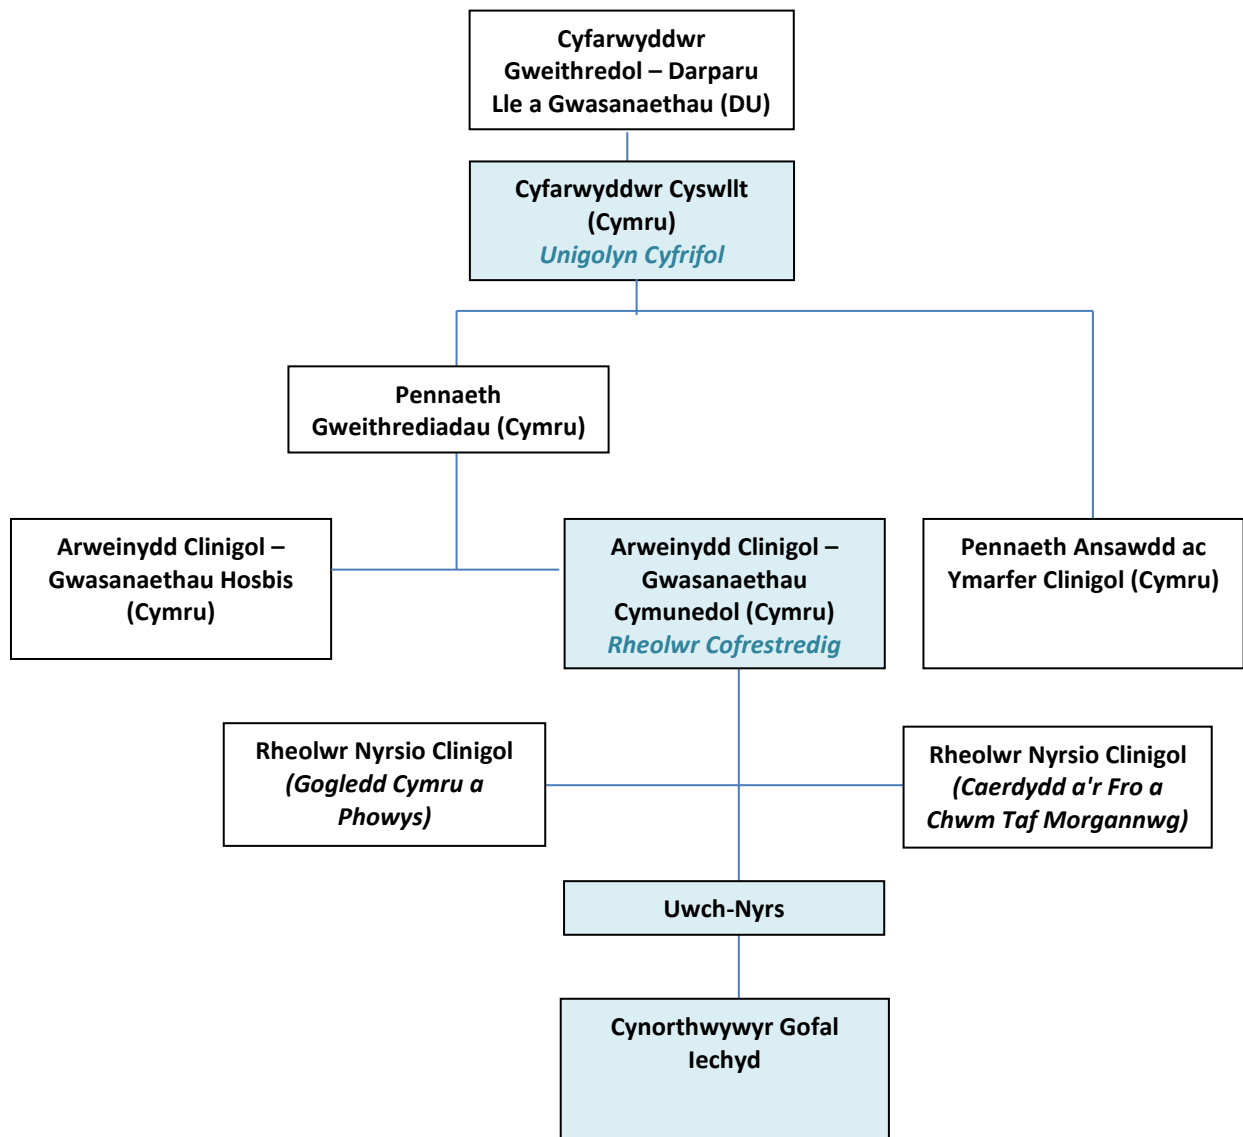 Cyfarwyddwr
Gweithredol – Darparu
Lle a Gwasanaethau (DU)
Cyfarwyddwr Cyswllt
(Cymru)
Unigolyn Cyfrifol
Pennaeth
Gweithrediadau (Cymru)
Arweinydd Clinigol –
Gwasanaethau Hosbis
(Cymru)
Arweinydd Clinigol –
Gwasanaethau
Cymunedol (Cymru)
Rheolwr Cofrestredig
Pennaeth Ansawdd ac
Ymarfer Clinigol (Cymru)
Rheolwr Nyrsio Clinigol
(Gogledd Cymru a
Phowys)
Rheolwr Nyrsio Clinigol
(Caerdydd a'r Fro a
Chwm Taf Morgannwg)
Uwch-Nyrs
Cynorthwywyr Gofal
Iechyd